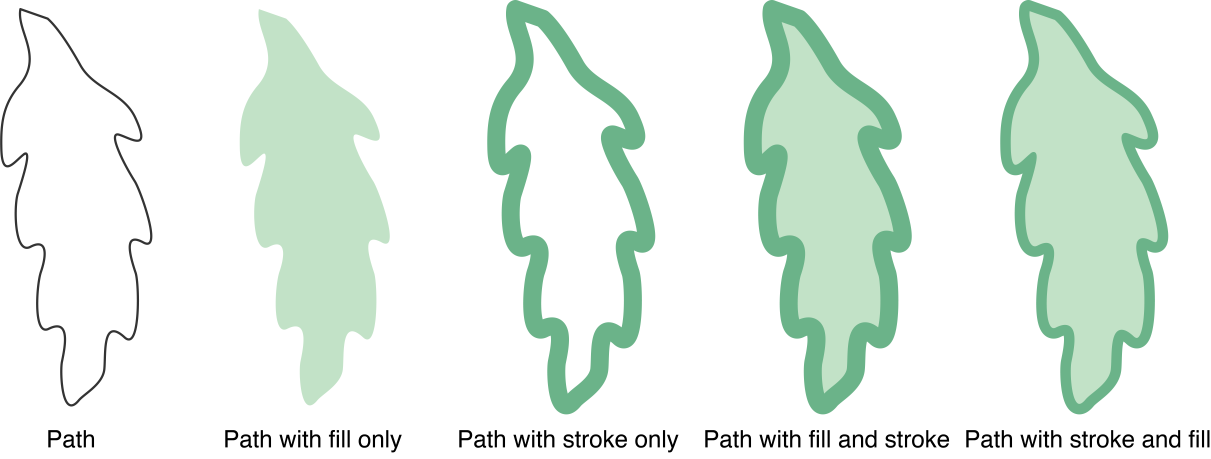 Path
Path with fill only
Path with stroke only
Path with fill and stroke
Path with stroke and fill